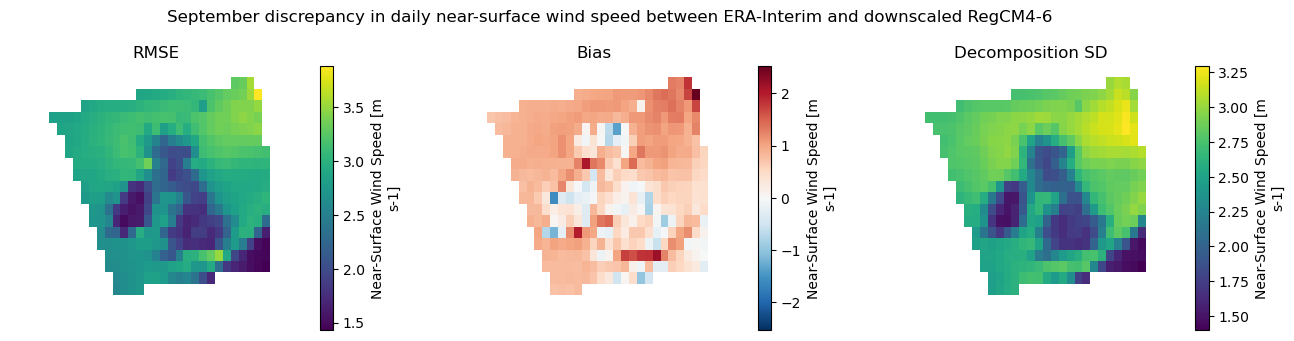 September discrepancy in daily near-surface wind speed between ERA-Interim and downscaled RegCM4-6
RMSE
3.5
3.0
2.5
2.0
1.5
Near-Surface Wind Speed [m
s-1]
Bias
2
1
0
−1
−2
Near-Surface Wind Speed [m
s-1]
Decomposition SD
3.25
3.00
2.75
2.50
2.25
2.00
1.75
1.50
Near-Surface Wind Speed [m
s-1]